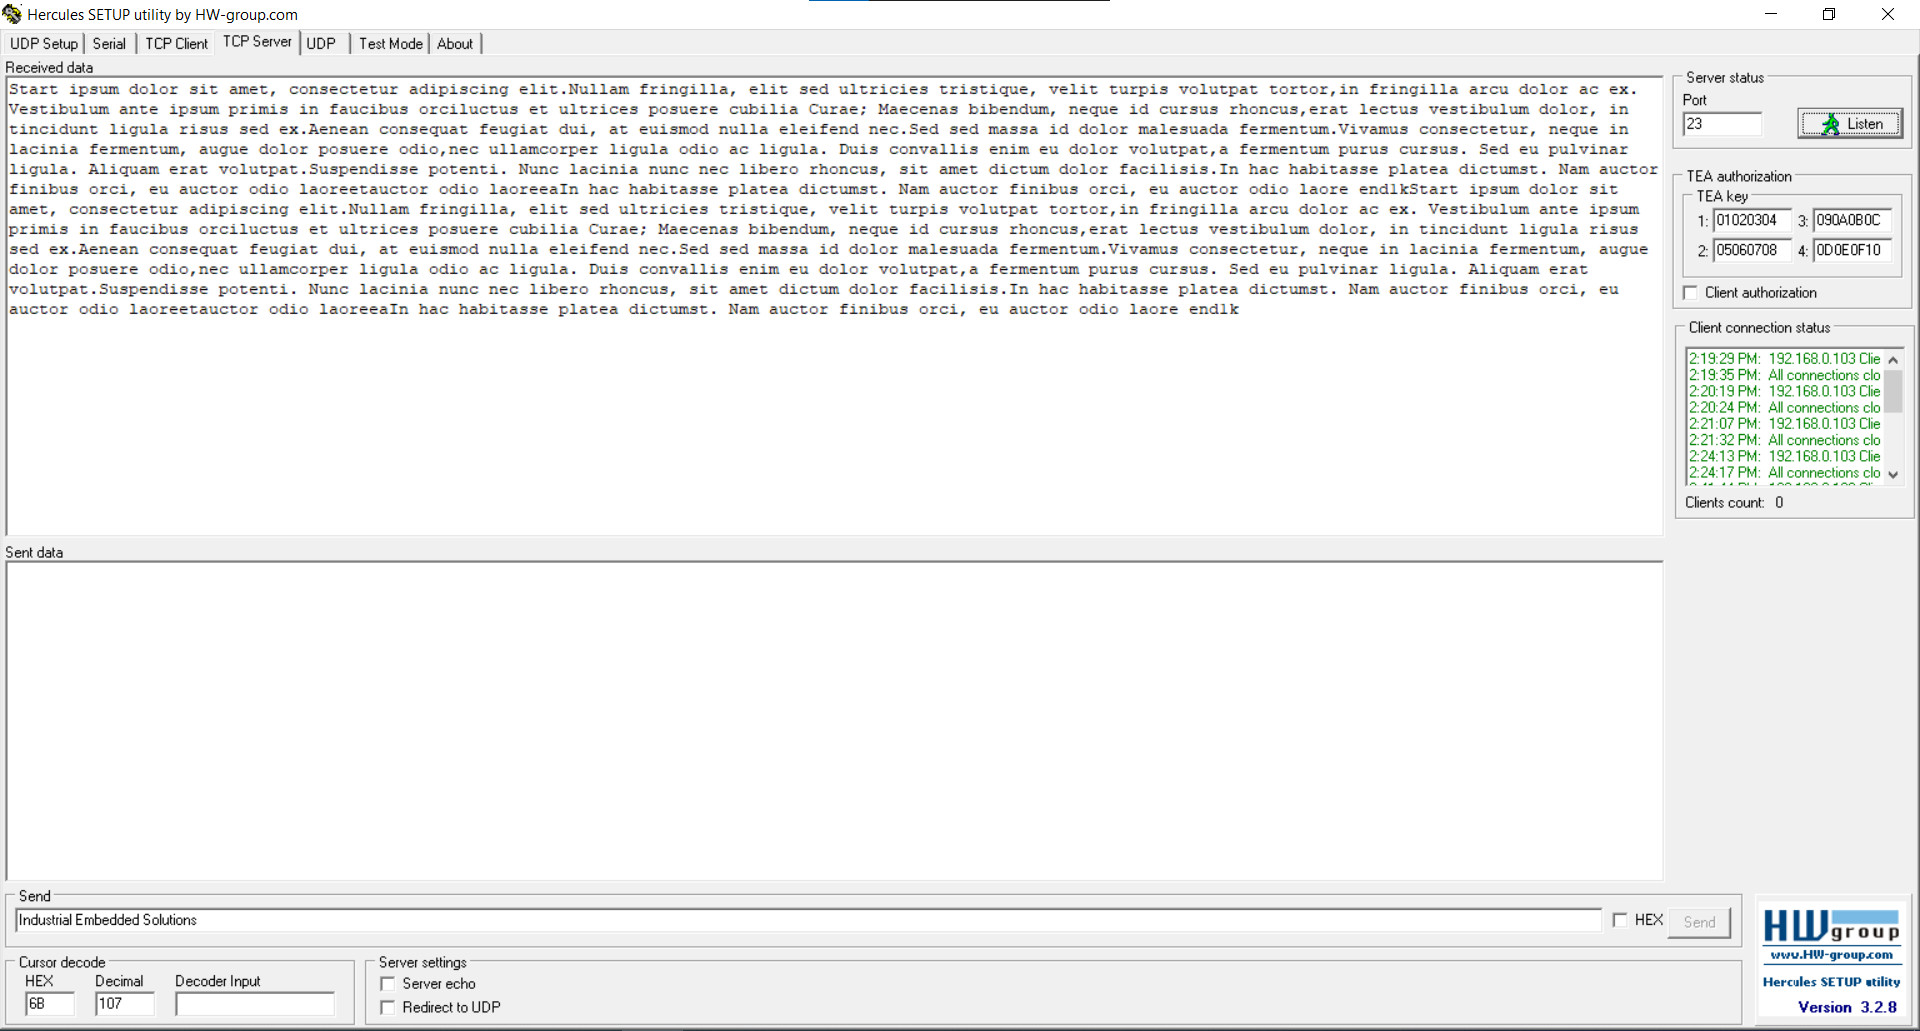 Hercules SETUP utility by HW-group.com
UDP Setup Serial TCP Client TCP Server UDP Test Mode About
Received data
Start ipsum dolor sit amet, consectetur adipiscing elit.Nullam fringilla, elit sed ultricies tristique, velit turpis volutpat tortor,in fringilla arcu dolor ac ex.
Vestibulum ante ipsum primis in faucibus orciluctus et ultrices posuere cubilia Curae; Maecenas bibendum, neque id cursus rhoncus,erat lectus vestibulum dolor, in
tincidunt ligula risus sed ex.Aenean consequat feugiat dui, at euismod nulla eleifend nec.Sed sed massa id dolor malesuada fermentum.Vivamus consectetur, neque in
lacinia fermentum, augue dolor posuere odio,nec ullamcorper ligula odio ac ligula. Duis convallis enim eu dolor volutpat,a fermentum purus cursus. Sed eu pulvinar
ligula. Aliquam erat volutpat.Suspendisse potenti. Nunc lacinia nunc nec libero rhoncus, sit amet dictum dolor facilisis.In hac habitasse platea dictumst. Nam auctor
finibus orci, eu auctor odio laoreetauctor odio laoreeaIn hac habitasse platea dictumst. Nam auctor finibus orci, eu auctor odio laore end1kStart ipsum dolor sit
amet, consectetur adipiscing elit.Nullam fringilla, elit sed ultricies tristique, velit turpis volutpat tortor,in fringilla arcu dolor ac ex. Vestibulum ante ipsum
primis in faucibus orciluctus et ultrices posuere cubilia Curae; Maecenas bibendum, neque id cursus rhoncus,erat lectus vestibulum dolor, in tincidunt ligula risus
sed ex.Aenean consequat feugiat dui, at euismod nulla eleifend nec.Sed sed massa id dolor malesuada fermentum.Vivamus consectetur, neque in lacinia fermentum, augue
dolor posuere odio,nec ullamcorper ligula odio ac ligula. Duis convallis enim eu dolor volutpat,a fermentum purus cursus. Sed eu pulvinar ligula. Aliquam erat
volutpat.Suspendisse potenti. Nunc lacinia nunc nec libero rhoncus, sit amet dictum dolor facilisis.In hac habitasse platea dictumst. Nam auctor finibus orci, eu
auctor odio laoreetauctor odio laoreeaIn hac habitasse platea dictumst. Nam auctor finibus orci, eu auctor odio laore end1k
Server status
Port
23 Listen
TEA authorization
TEA key
1: 01020304 3: 090A0B0C
2: 05060708 4: 0D0E0F10
Client authorization
Client connection status
2:19:29 PM: 192.168.0.103 Clie
2:19:35 PM: All connections clo
2:20:19 PM: 192.168.0.103 Clie
2:20:24 PM: All connections clo
2:21:07 PM: 192.168.0.103 Clie
2:21:32 PM: All connections clo
2:24:13 PM: 192.168.0.103 Clie
2:24:17 PM: All connections clo
Clients count: 0
Sent data
Send
Industrial Embedded Solutions HEX Send
Cursor decode
HEX Decimal Decoder Input
6B 107
Server settings
Server echo
Redirect to UDP
HW group
www.HW-group.com
Hercules SETUP utility
Version 3.2.8